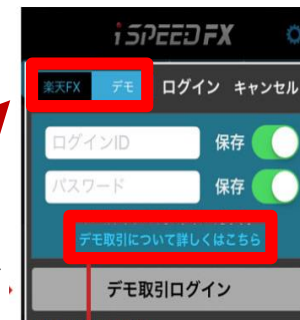 iSPEED FX
楽天FX デモ ログイン キャンセル
ログインID 保存
パスワード 保存
デモ取引について詳しくはこちら
デモ取引ログイン